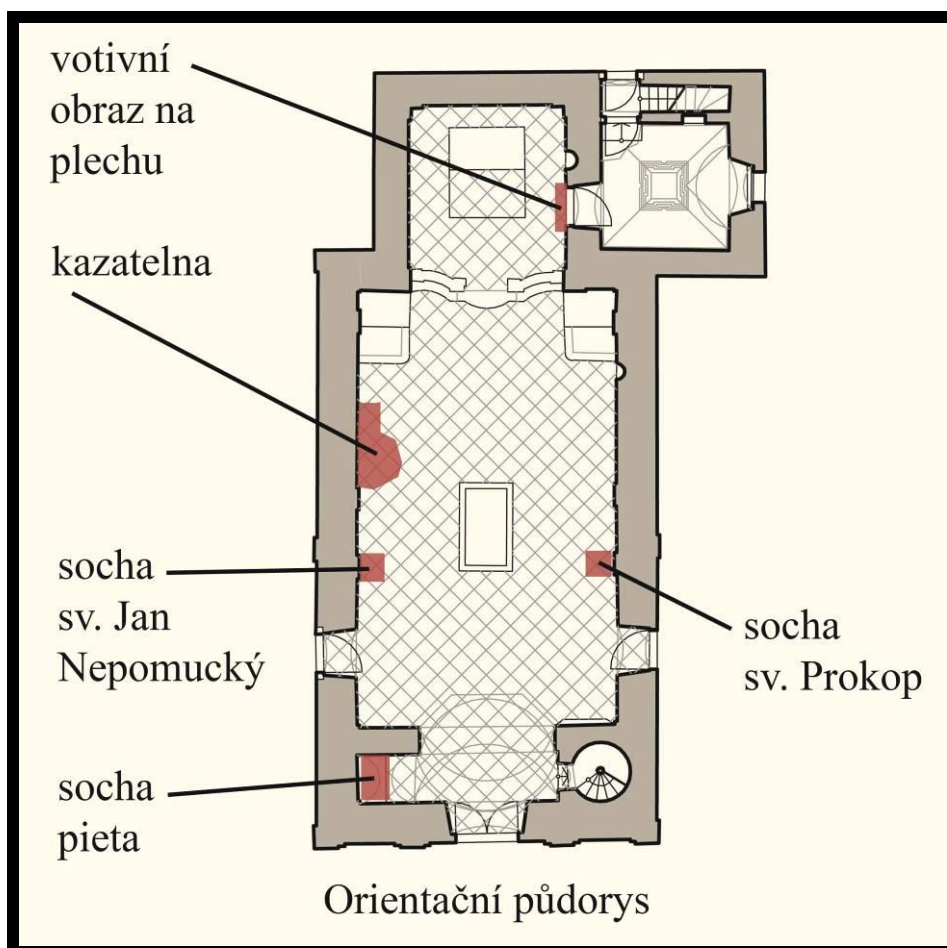 votivní
obraz na
plechu
kazatelna
socha
sv. Jan
Nepomucký
socha
sv. Prokop
socha
pieta
Orientační půdorys